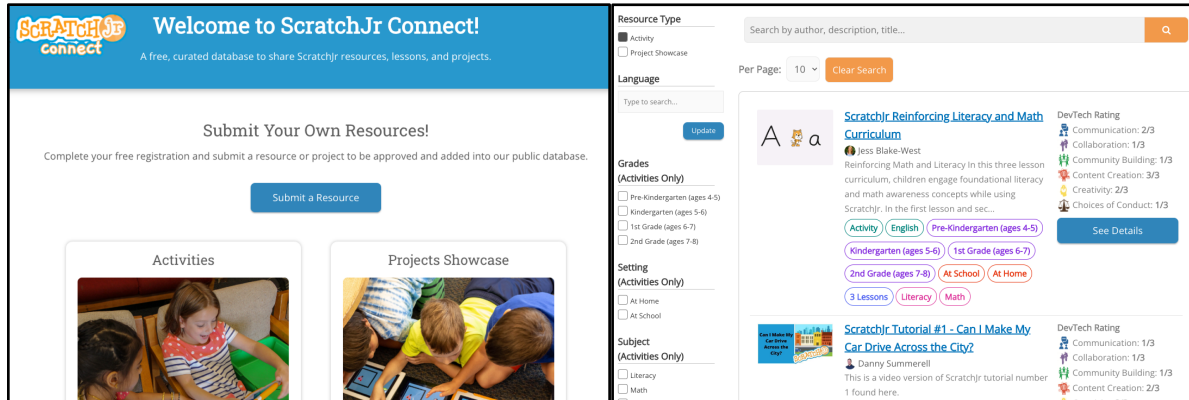 SCRATCH Jr
connect
Welcome to ScratchJr Connect!
A free, curated database to share ScratchJr resources, lessons, and projects.
Submit Your Own Resources!
Complete your free registration and submit a resource or project to be approved and added into our public database.
Submit a Resource
Activities
Projects Showcase
Resource Type
Activity
Project Showcase
Language
Type to search...
Update
Grades
(Activities Only)
Pre-Kindergarten (ages 4-5)
Kindergarten (ages 5-6)
1st Grade (ages 6-7)
2nd Grade (ages 7-8)
Setting
(Activities Only)
At Home
At School
Subject
(Activities Only)
Literacy
Math
Search by author, description, title...
Per Page: 10 Clear Search
A a
ScratchJr Reinforcing Literacy and Math
Curriculum
Jess Blake-West
Reinforcing Math and Literacy In this three lesson
curriculum, children engage foundational literacy
and math awareness concepts while using
ScratchJr. In the first lesson and sec...
Activity English Pre-Kindergarten (ages 4-5)
Kindergarten (ages 5-6) 1st Grade (ages 6-7)
2nd Grade (ages 7-8) At School At Home
3 Lessons Literacy Math
DevTech Rating
Communication: 2/3
Collaboration: 1/3
Community Building: 1/3
Content Creation: 3/3
Creativity: 2/3
Choices of Conduct: 1/3
See Details
Can I Make My
Car Drive
Across the
City?
ScratchJr Tutorial #1 - Can I Make My
Car Drive Across the City?
Danny Summerell
This is a video version of ScratchJr tutorial number
1 found here.
DevTech Rating
Communication: 1/3
Collaboration: 1/3
Community Building: 1/3
Content Creation: 2/3